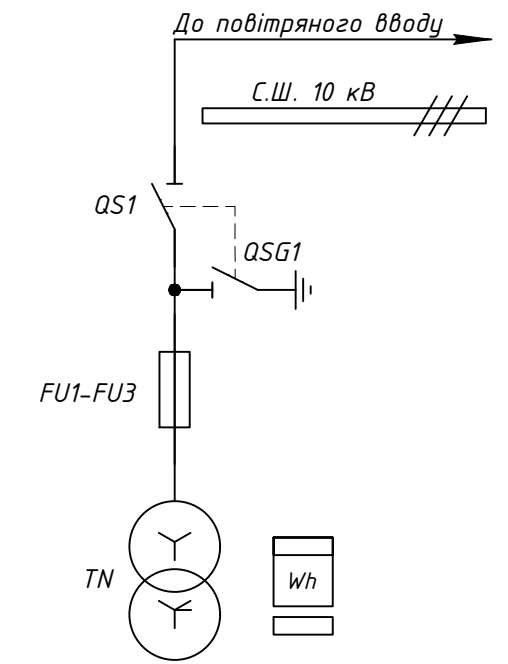 До повітряного вводу
С.Ш. 10 кВ
QS1
QSG1
FU1-FU3
TN
Wh